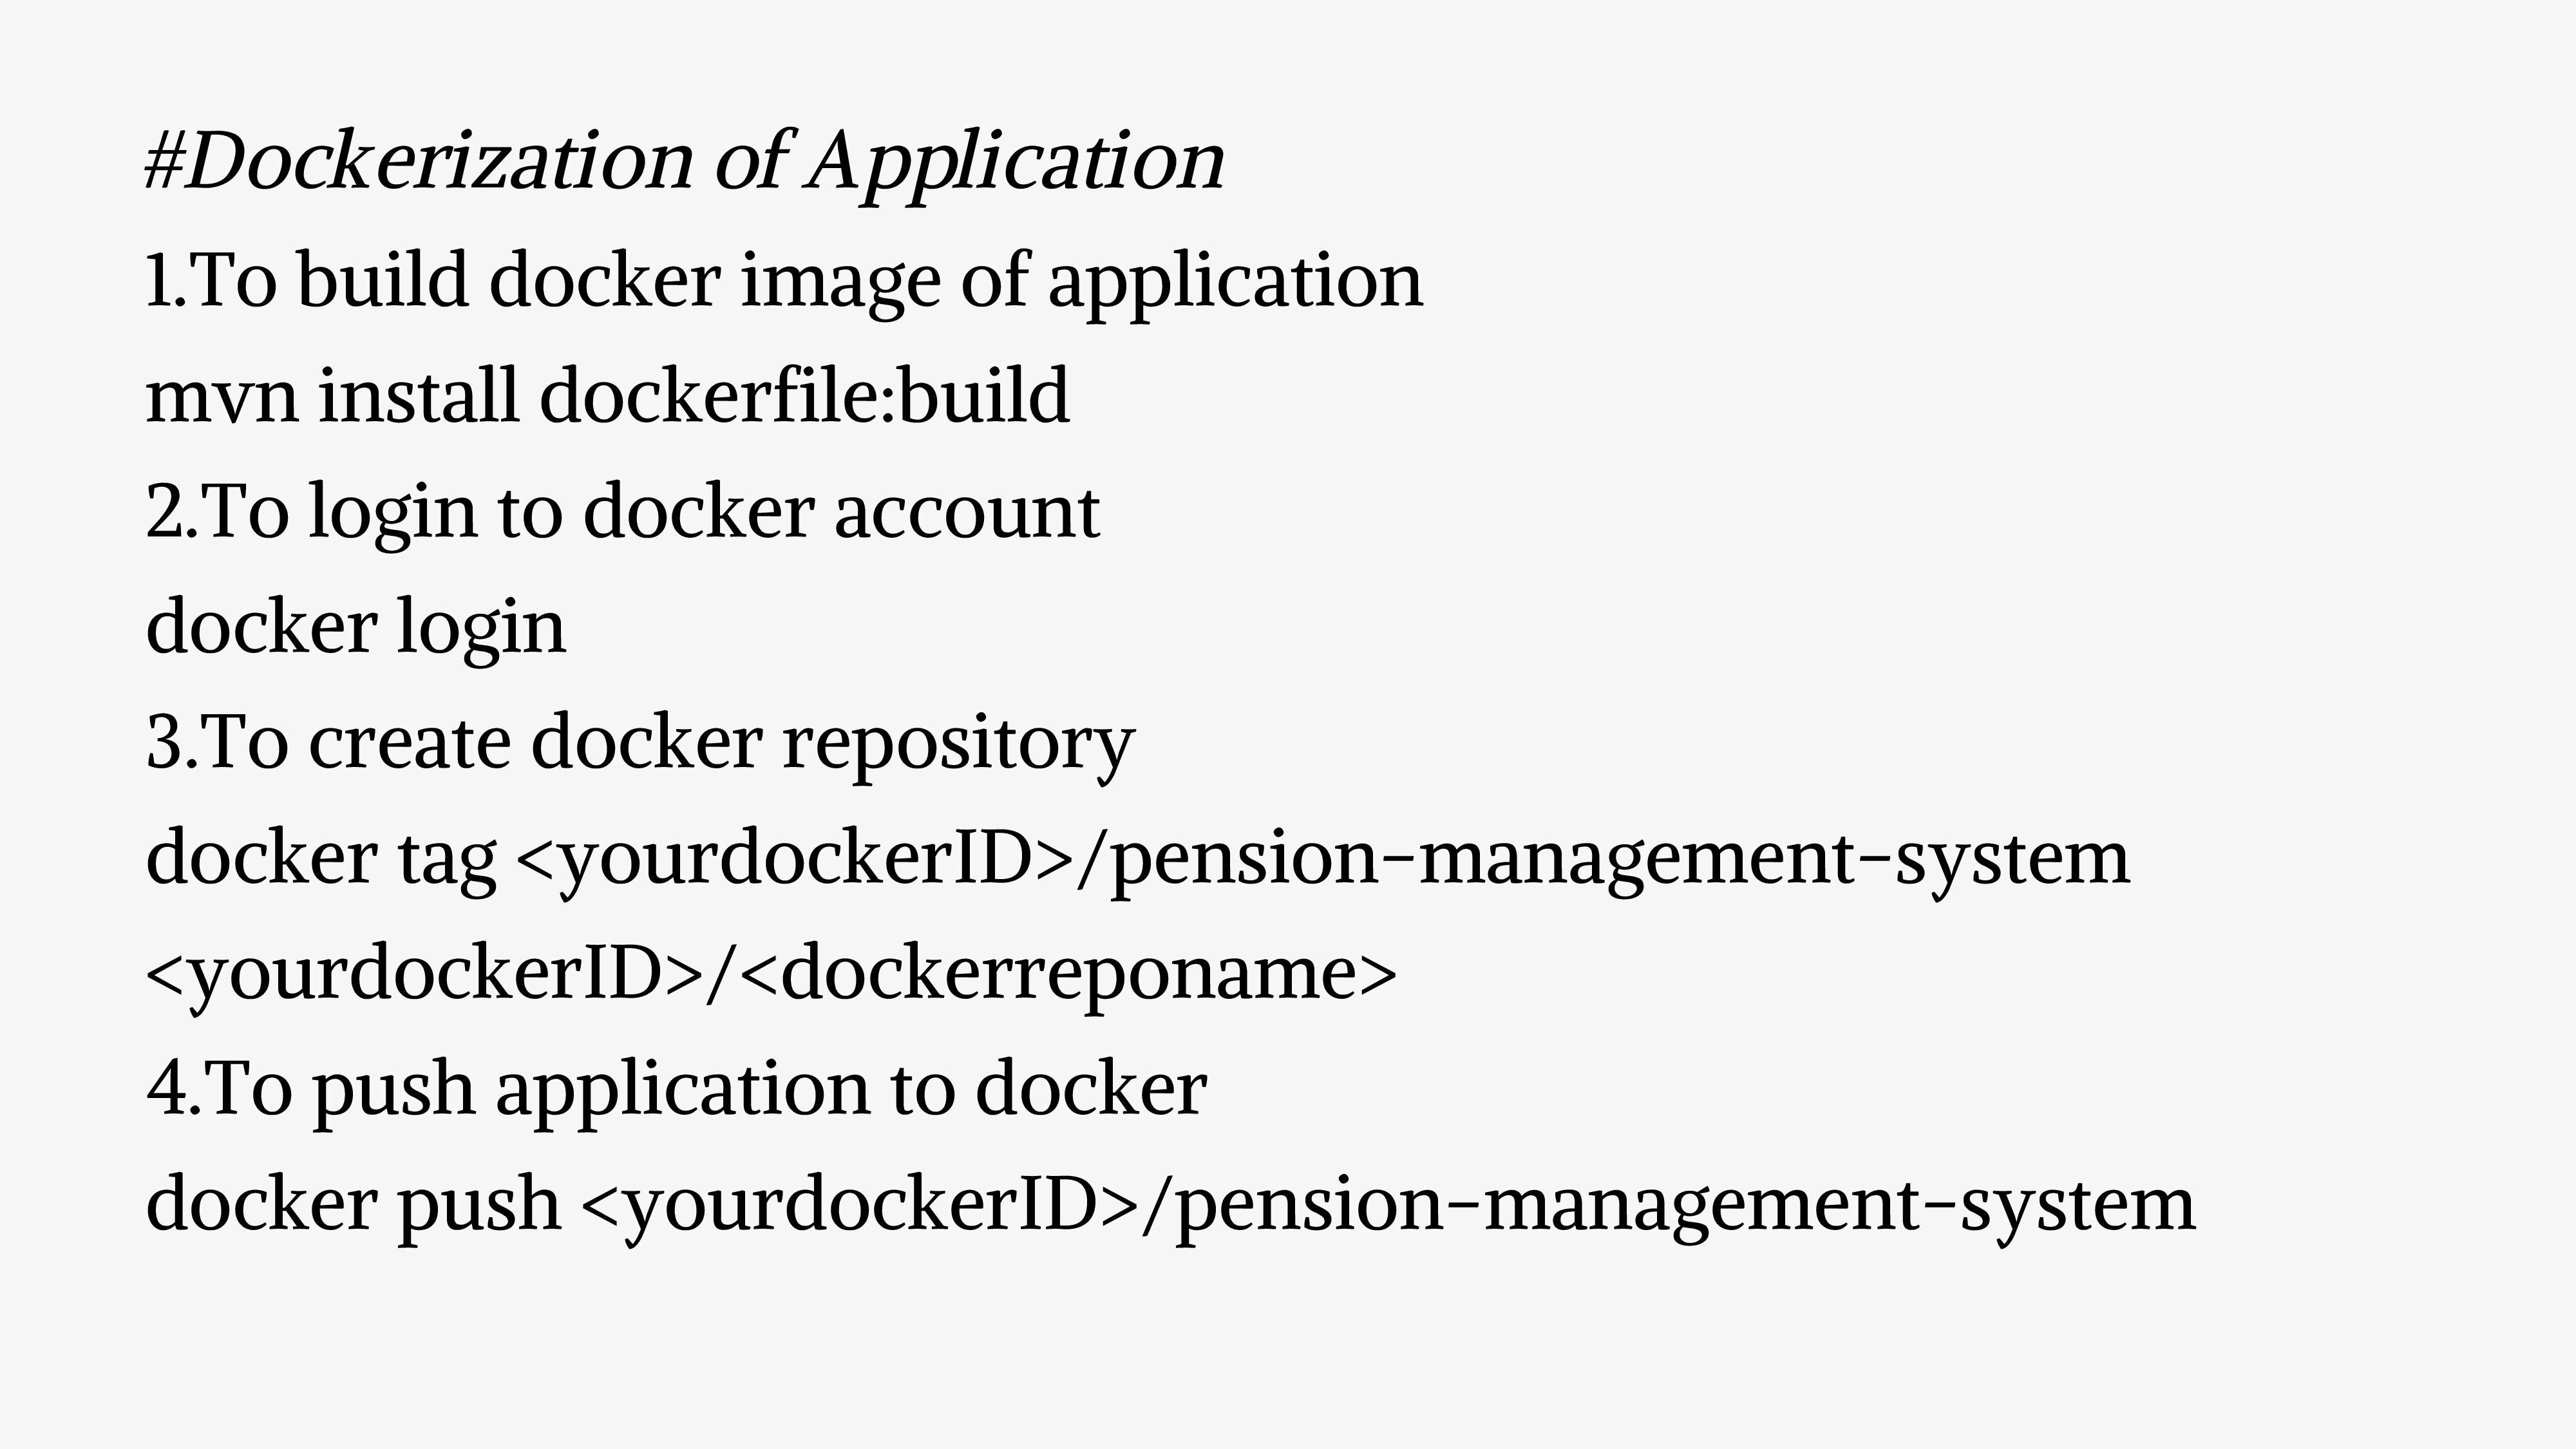 #Dockerization of Application
1.To build docker image of application
mvn install dockerfile:build
2.To login to docker account
docker login
3.To create docker repository
docker tag <yourdockerID>/pension-management-system
<yourdockerID>/<dockerreponame>
4.To push application to docker
docker push <yourdockerID>/pension-management-system